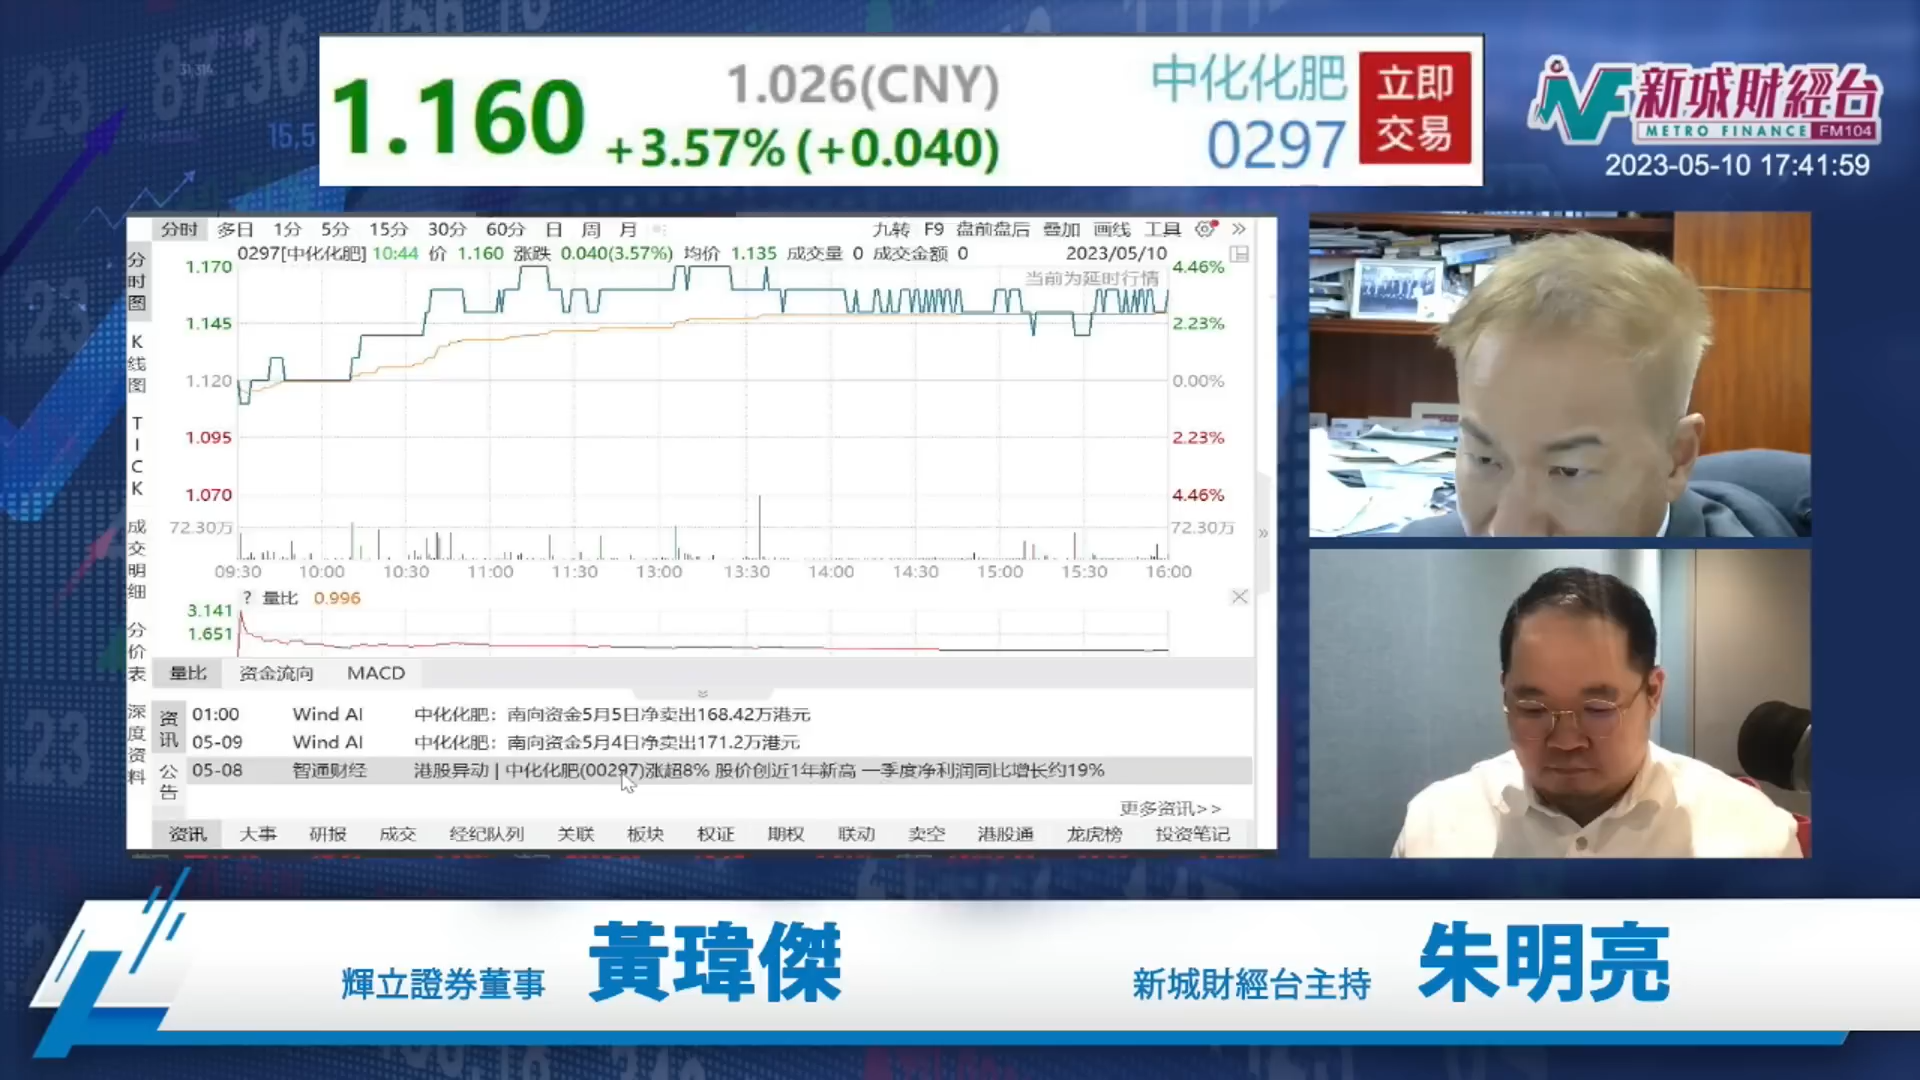 1.160
1.026(CNY)
+3.57% (+0.040)
中化化肥
0297
立即
交易
新城財經台
METRO FINANCE FM104
2023-05-10 17:41:59
分时 多日 1分 5分 15分 30分 60分 日 周 月
九转 F9 盘前盘后 叠加 画线 工具
0297[中化化肥] 10:44 价 1.160 涨跌 0.040(3.57%) 均价 1.135 成交量 0 成交金额 0 2023/05/10
当前为延时行情
分时图
K线图
TICK
成交明细
分价表
深度资料
1.170 4.46%
1.145 2.23%
1.120 0.00%
1.095 2.23%
1.070 4.46%
72.30万 72.30万
09:30 10:00 10:30 11:00 11:30 13:00 13:30 14:00 14:30 15:00 15:30 16:00
? 量比 0.996
3.141
1.651
量比 资金流向 MACD
资讯
公告
01:00 Wind AI 中化化肥：南向资金5月5日净卖出168.42万港元
05-09 Wind AI 中化化肥：南向资金5月4日净卖出171.2万港元
05-08 智通财经 港股异动 | 中化化肥(00297)涨超8% 股价创近1年新高 一季度净利润同比增长约19%
更多资讯>>
资讯 大事 研报 成交 经纪队列 关联 板块 权证 期权 联动 卖空 港股通 龙虎榜 投资笔记
輝立證券董事 黃瑋傑
新城財經台主持 朱明亮